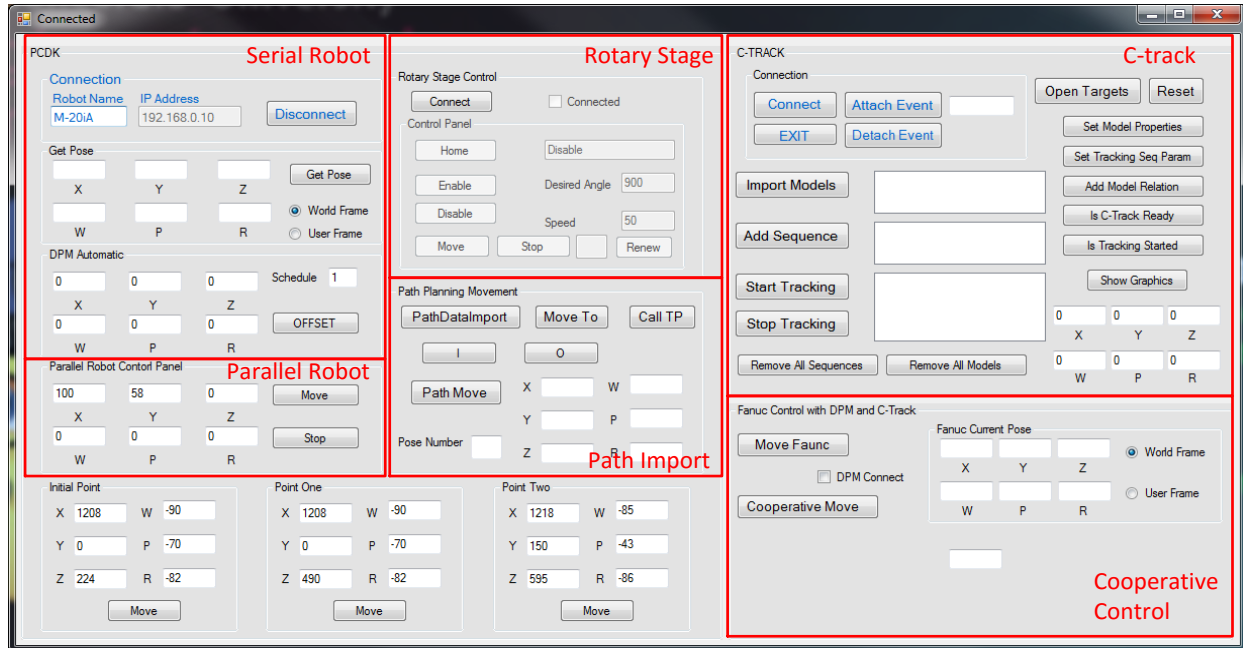 Connected
PCDK
Serial Robot
Connection
Robot Name IP Address
M-20iA 192.168.0.10 Disconnect
Get Pose
Get Pose
X Y Z
World Frame
W P R User Frame
DPM Automatic
0 0 0 Schedule 1
X Y Z
0 0 0 OFFSET
W P R
Parallel Robot Contorl Panel
Parallel Robot
100 58 0 Move
X Y Z
0 0 0 Stop
W P R
Rotary Stage
Rotary Stage Control
Connect Connected
Control Panel
Home Disable
Enable Desired Angle 900
Disable Speed 50
Move Stop Renew
Path Planning Movement
PathDataImport Move To Call TP
I O
Path Move X W
Y P
Pose Number Z R
Path Import
C-TRACK
C-track
Connection
Connect Attach Event
EXIT Detach Event
Open Targets Reset
Set Model Properties
Set Tracking Seq Param
Import Models Add Model Relation
Is C-Track Ready
Add Sequence Is Tracking Started
Start Tracking Show Graphics
Stop Tracking 0 0 0
X Y Z
Remove All Sequences Remove All Models 0 0 0
W P R
Fanuc Control with DPM and C-Track
Move Faunc
DPM Connect
Cooperative Move
Fanuc Current Pose
World Frame
X Y Z
User Frame
W P R
Cooperative
Control
Initial Point
X 1208 W -90
Y 0 P -70
Z 224 R -82
Move
Point One
X 1208 W -90
Y 0 P -70
Z 490 R -82
Move
Point Two
X 1218 W -85
Y 150 P -43
Z 595 R -86
Move